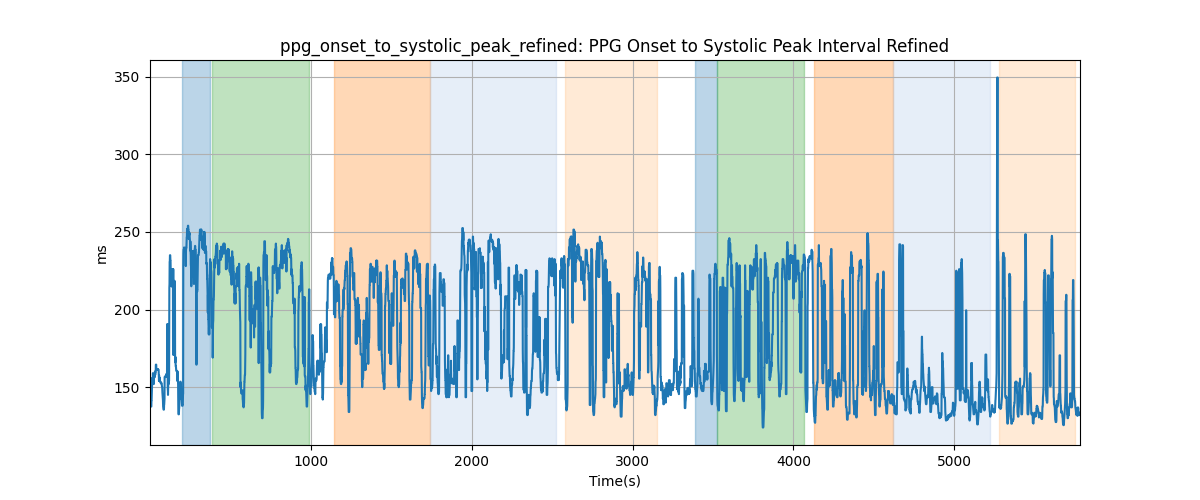 ppg_onset_to_systolic_peak_refined: PPG Onset to Systolic Peak Interval Refined
350
300
250
200
150
ms
1000 2000 3000 4000 5000
Time(s)